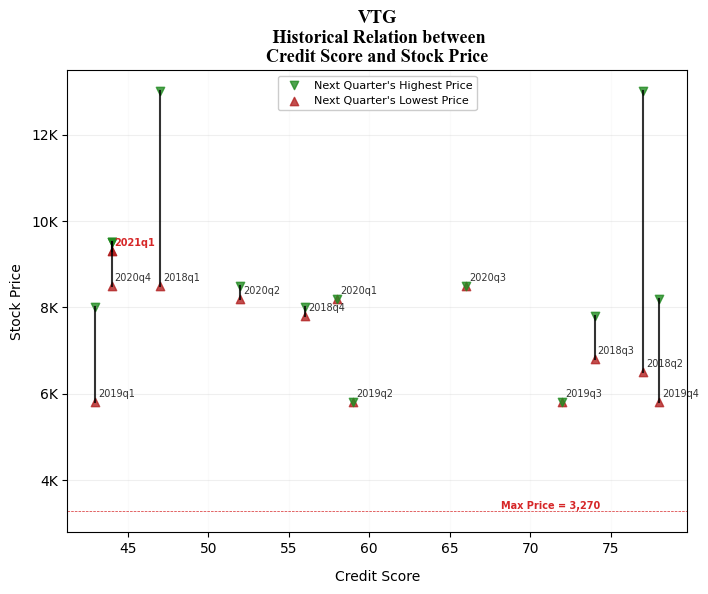 VTG
Historical Relation between
Credit Score and Stock Price
Next Quarter's Highest Price
Next Quarter's Lowest Price
Stock Price
12K
10K
8K
6K
4K
2021q1
2020q4
2018q1
2020q2
2018q4
2020q1
2020q3
2018q3
2018q2
2019q1
2019q2
2019q3
2019q4
Max Price = 3,270
45 50 55 60 65 70 75
Credit Score